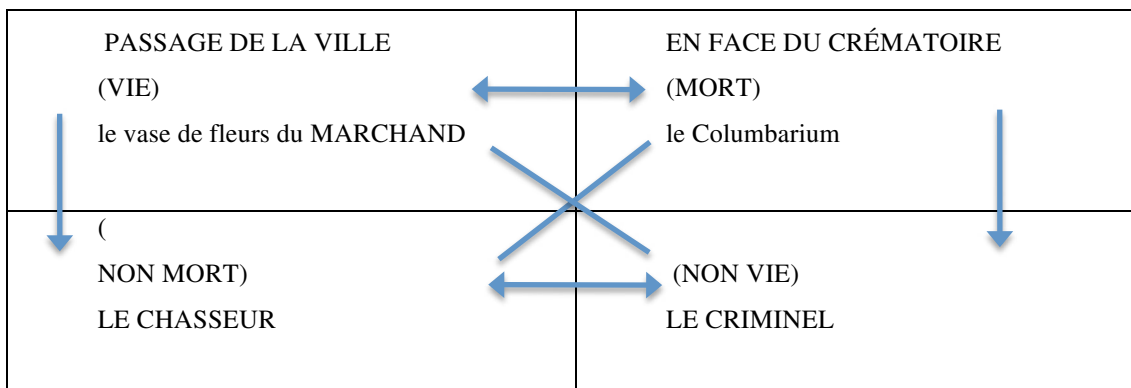 PASSAGE DE LA VILLE
(VIE)
le vase de fleurs du MARCHAND
EN FACE DU CRÉMATOIRE
(MORT)
le Columbarium
(
NON MORT)
LE CHASSEUR
(NON VIE)
LE CRIMINEL